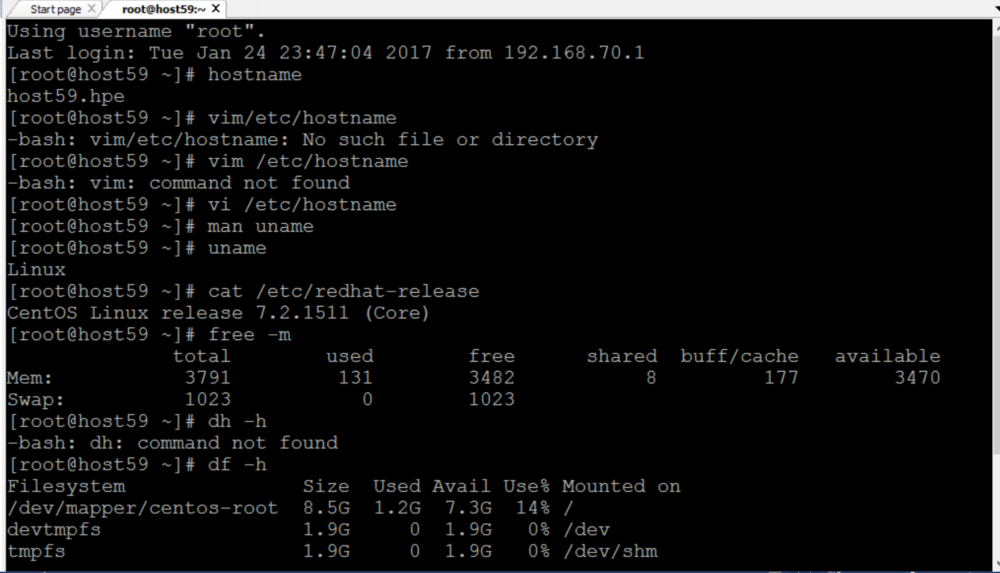 Start page
root@host59:~
Using username "root".
Last login: Tue Jan 24 23:47:04 2017 from 192.168.70.1
[root@host59 ~]# hostname
host59.hpe
[root@host59 ~]# vim/etc/hostname
-bash: vim/etc/hostname: No such file or directory
[root@host59 ~]# vim /etc/hostname
-bash: vim: command not found
[root@host59 ~]# vi /etc/hostname
[root@host59 ~]# man uname
[root@host59 ~]# uname
Linux
[root@host59 ~]# cat /etc/redhat-release
CentOS Linux release 7.2.1511 (Core)
[root@host59 ~]# free -m
              total        used        free      shared  buff/cache   available
Mem:           3791         131        3482           8         177        3470
Swap:          1023           0        1023
[root@host59 ~]# dh -h
-bash: dh: command not found
[root@host59 ~]# df -h
Filesystem               Size  Used Avail Use% Mounted on
/dev/mapper/centos-root  8.5G  1.2G  7.3G  14% /
devtmpfs                 1.9G     0  1.9G   0% /dev
tmpfs                    1.9G     0  1.9G   0% /dev/shm